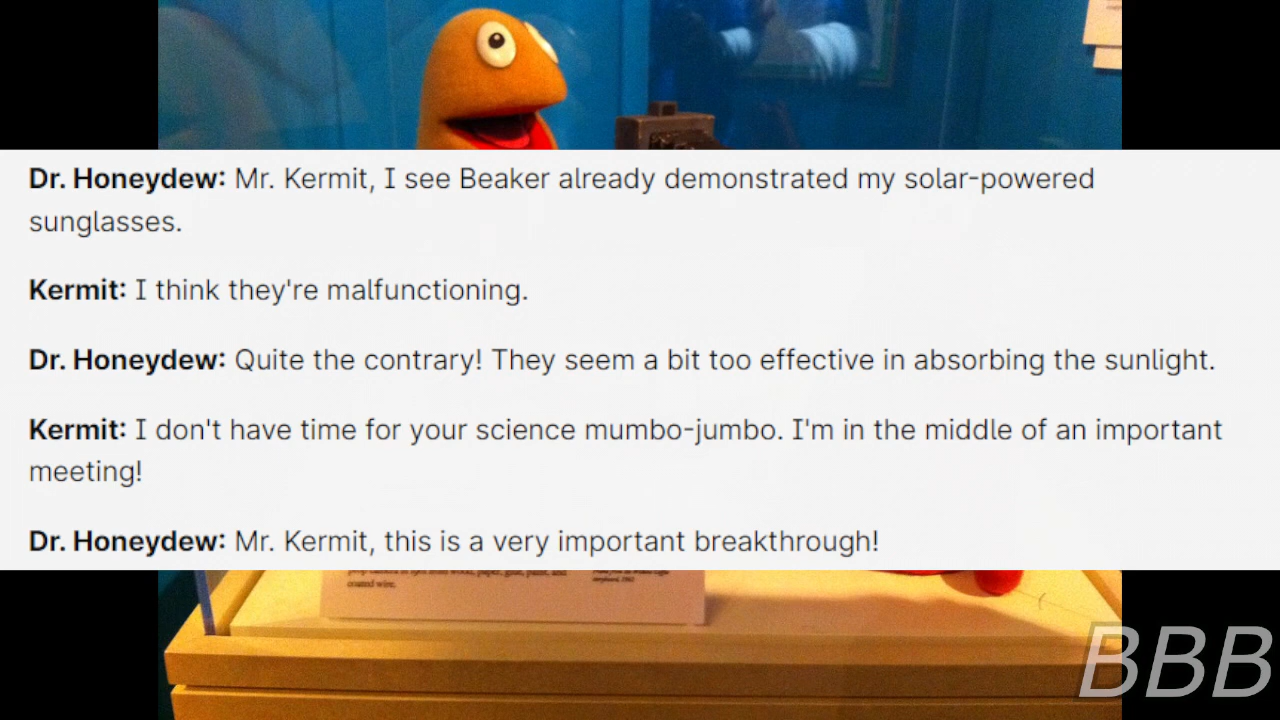 Dr. Honeydew: Mr. Kermit, I see Beaker already demonstrated my solar-powered
sunglasses.
Kermit: I think they're malfunctioning.
Dr. Honeydew: Quite the contrary! They seem a bit too effective in absorbing the sunlight.
Kermit: I don't have time for your science mumbo-jumbo. I'm in the middle of an important
meeting!
Dr. Honeydew: Mr. Kermit, this is a very important breakthrough!
coated wire.
BBB